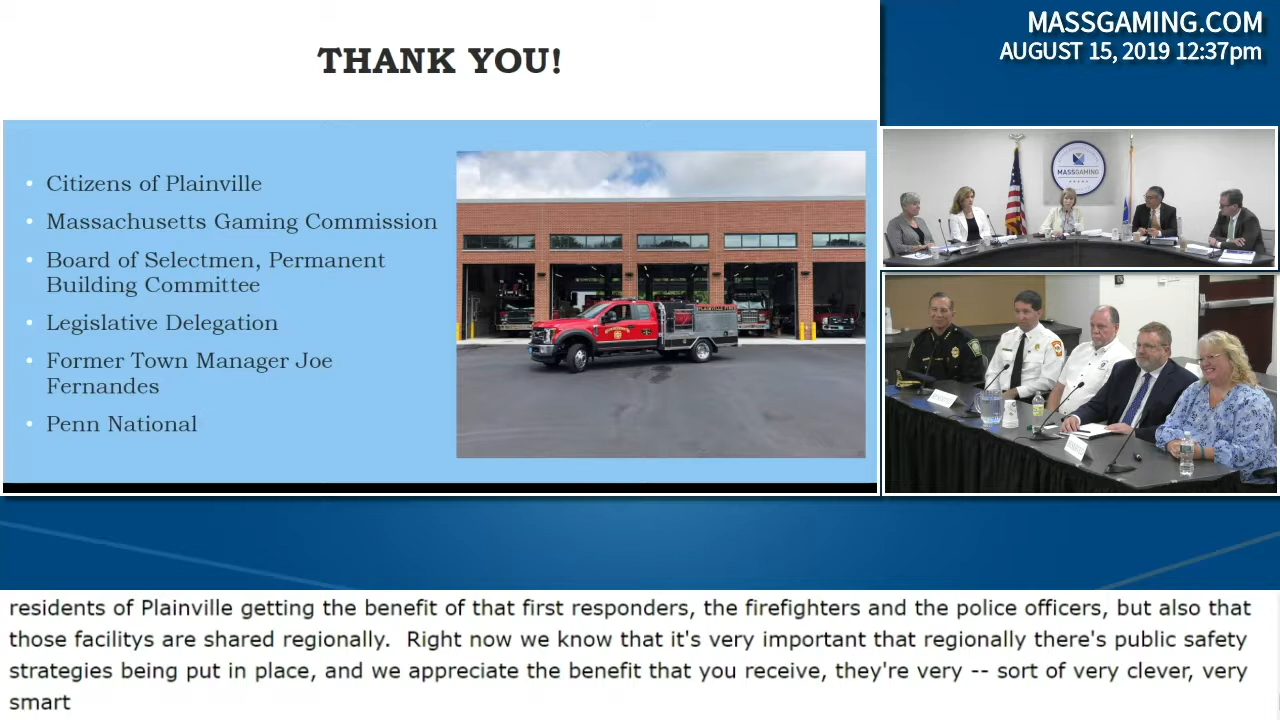 THANK YOU!
MASSGAMING.COM
AUGUST 15, 2019 12:37pm
• Citizens of Plainville
• Massachusetts Gaming Commission
• Board of Selectmen, Permanent
Building Committee
• Legislative Delegation
• Former Town Manager Joe
Fernandes
• Penn National
MASSGAMING
residents of Plainville getting the benefit of that first responders, the firefighters and the police officers, but also that
those facilitys are shared regionally.  Right now we know that it's very important that regionally there's public safety
strategies being put in place, and we appreciate the benefit that you receive, they're very -- sort of very clever, very
smart